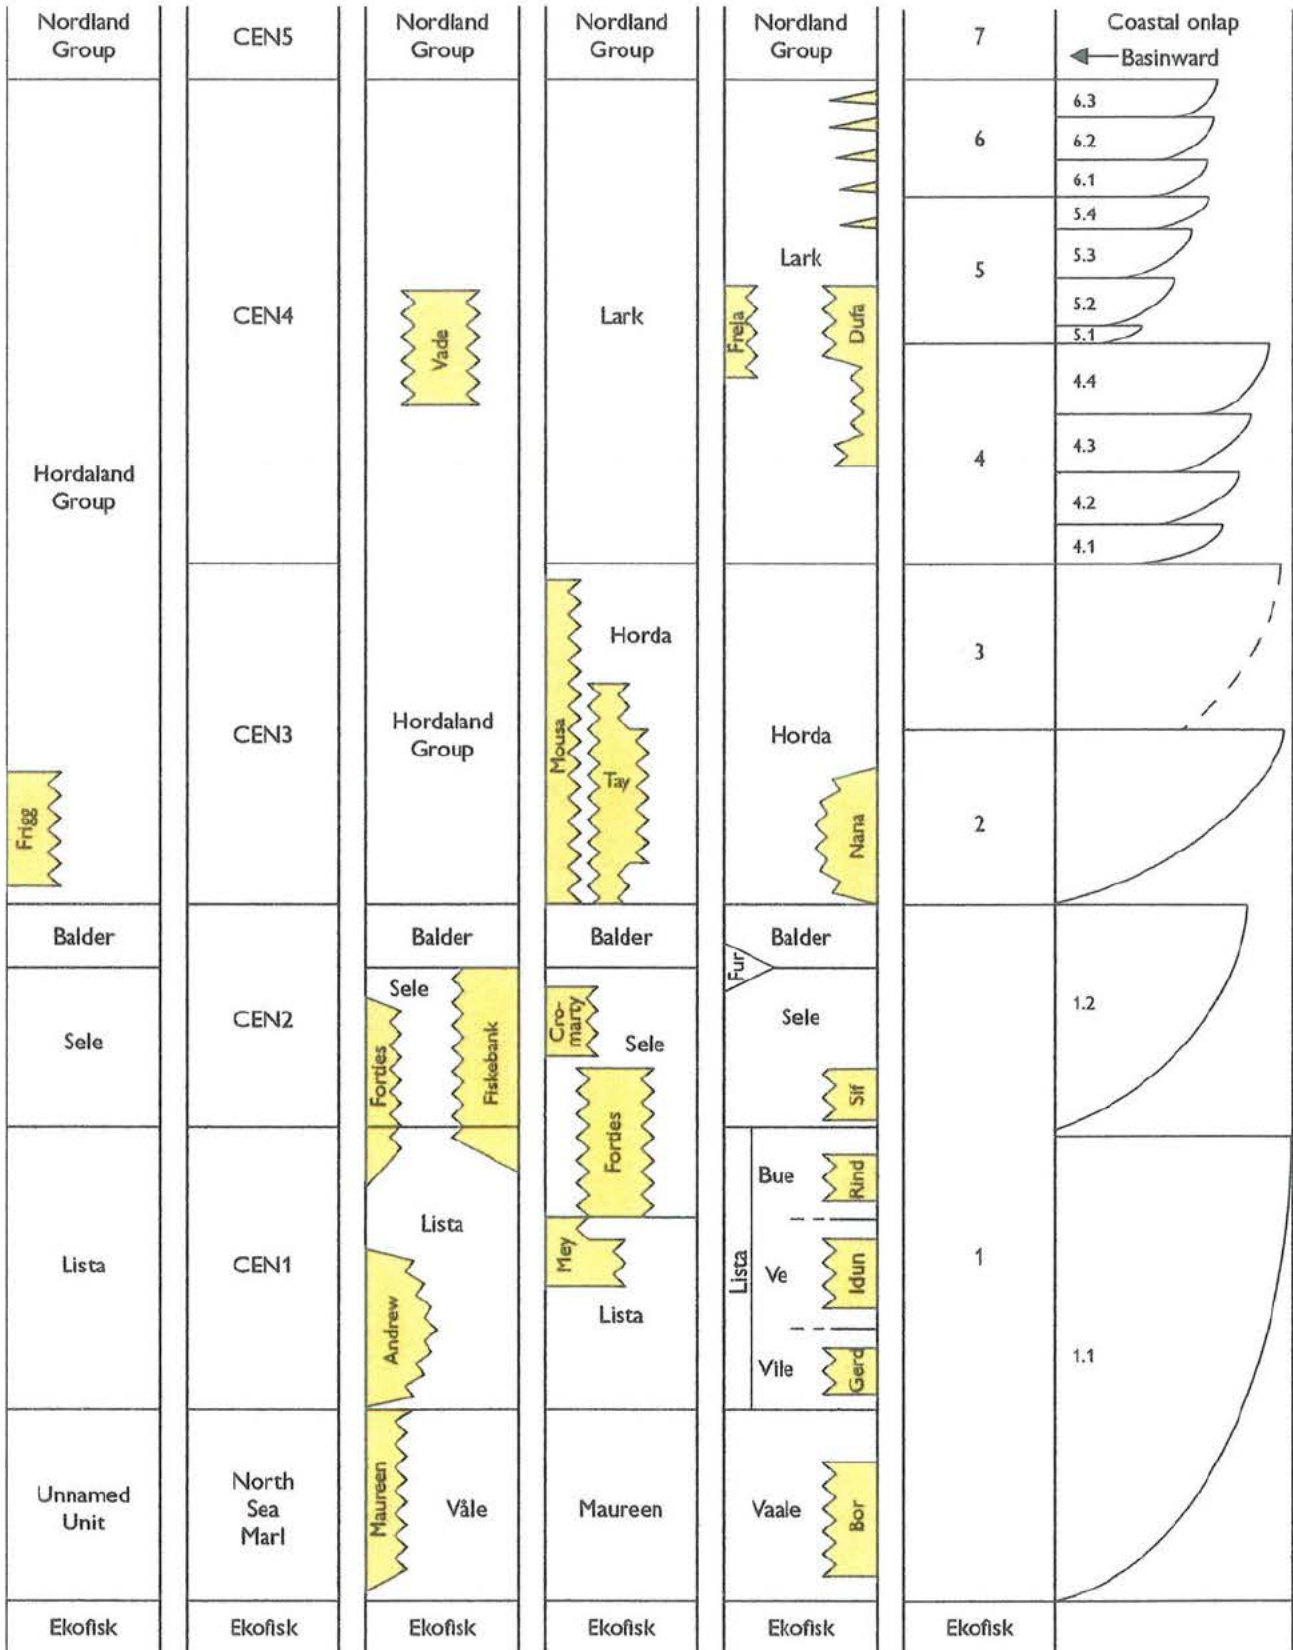 Nordland
Group
Hordaland
Group
Frigg
Balder
Sele
Lista
Unnamed
Unit
Ekofisk
CEN5
CEN4
CEN3
CEN2
CEN1
North
Sea
Marl
Ekofisk
Nordland
Group
Vade
Hordaland
Group
Balder
Sele
Forties
Fiskebank
Lista
Andrew
Maureen
Våle
Ekofisk
Nordland
Group
Lark
Horda
Mousa
Tay
Balder
Cro-
marty
Sele
Forties
Mey
Lista
Maureen
Ekofisk
Nordland
Group
Lark
Freja
Dufa
Horda
Nana
Balder
Fur
Sele
Sif
Lista
Bue
Rind
Ve
Idun
Vile
Gerd
Vaale
Bor
Ekofisk
7
6
5
4
3
2
1
Ekofisk
Coastal onlap
Basinward
6.3
6.2
6.1
5.4
5.3
5.2
5.1
4.4
4.3
4.2
4.1
1.2
1.1